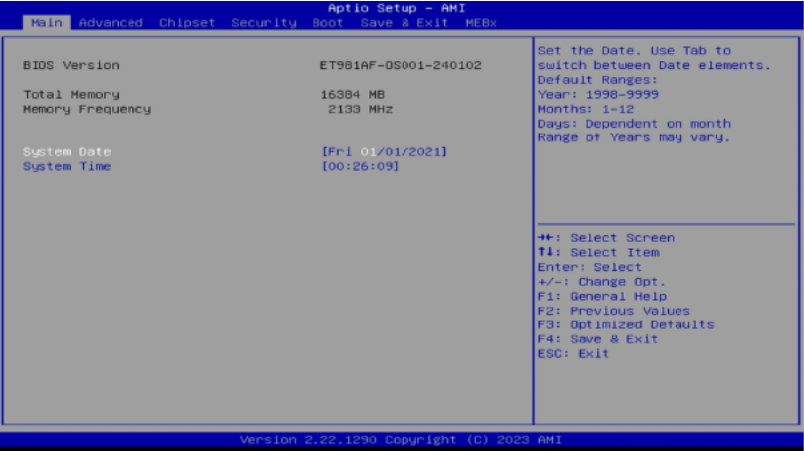 Aptio Setup - AMI
Main Advanced Chipset Security Boot Save & Exit MEBx
BIOS Version ET981AF-OS001-240102
Total Memory 16384 MB
Memory Frequency 2133 MHz
System Date [Fri 01/01/2021]
System Time [00:26:09]
Set the Date. Use Tab to
switch between Date elements.
Default Ranges:
Year: 1998-9999
Months: 1-12
Days: Dependent on month
Range of Years may vary.
→←: Select Screen
↑↓: Select Item
Enter: Select
+/-: Change Opt.
F1: General Help
F2: Previous Values
F3: Optimized Defaults
F4: Save & Exit
ESC: Exit
Version 2.22.1290 Copyright (C) 2023 AMI